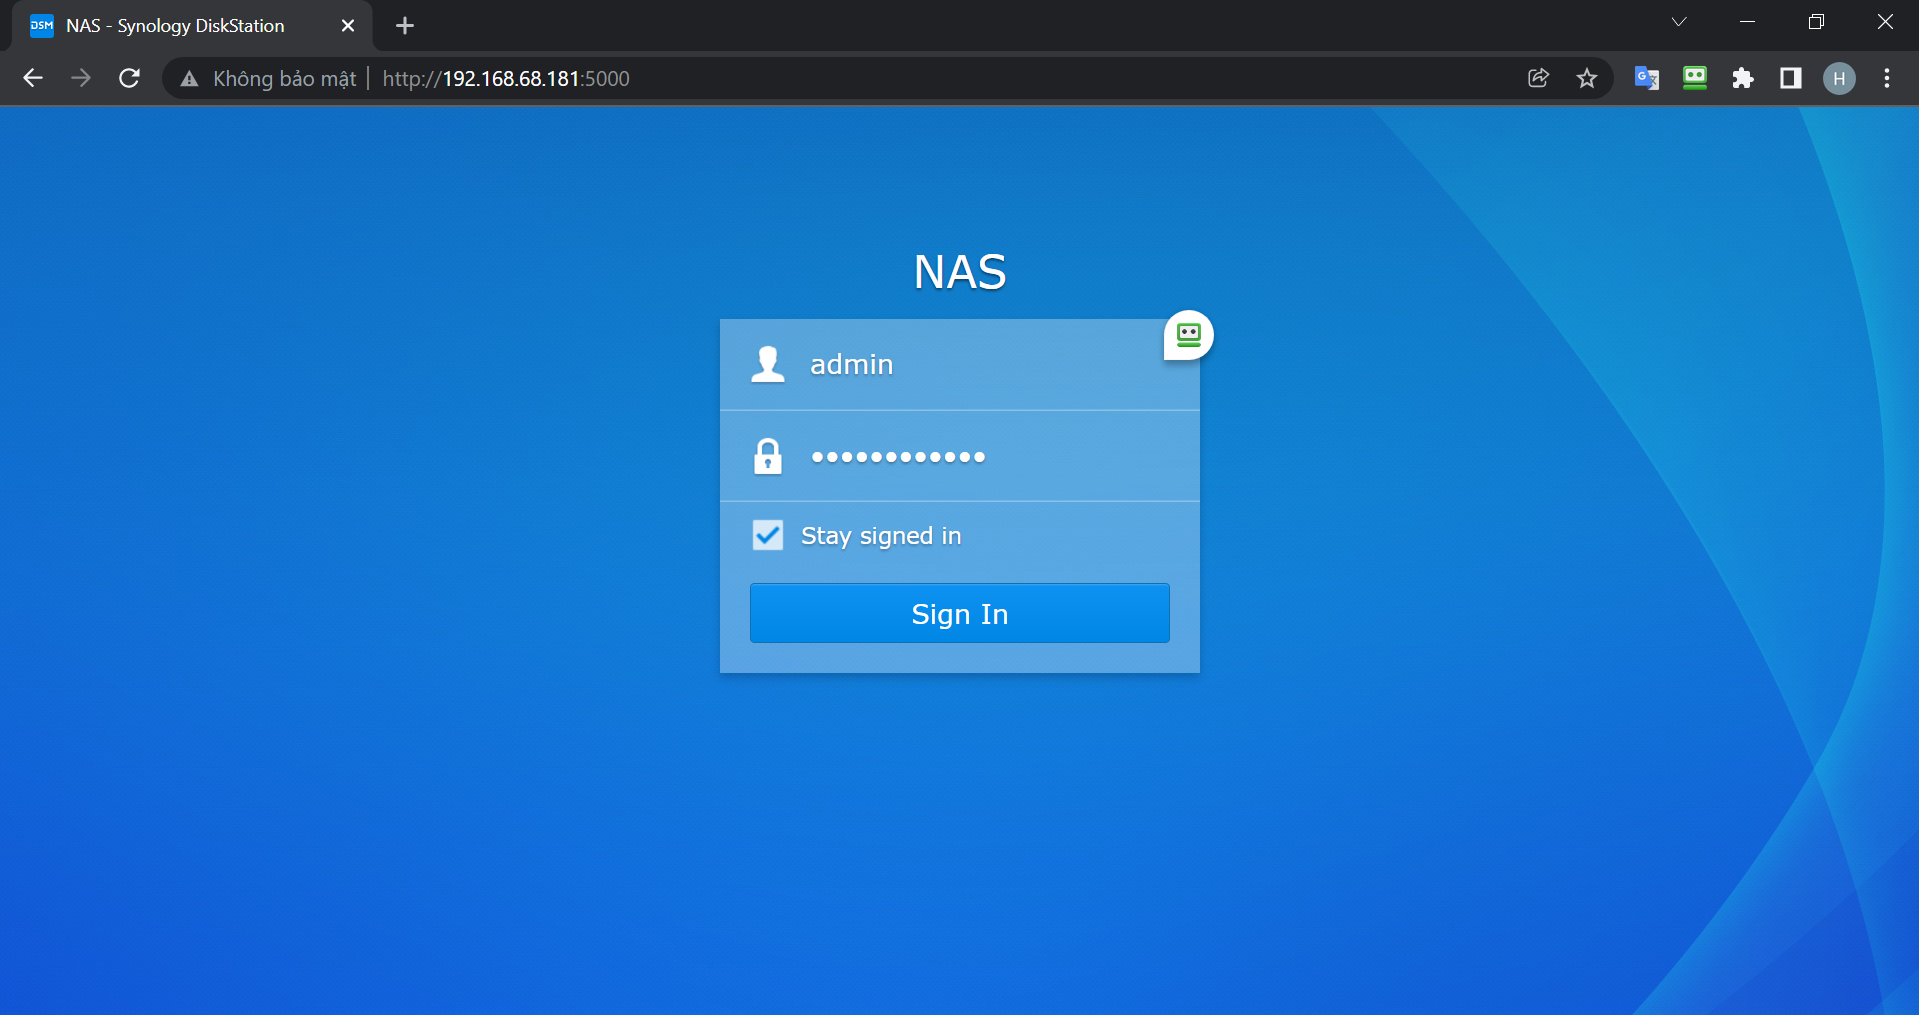 DSM NAS - Synology DiskStation
Không bảo mật http://192.168.68.181:5000
G
H
NAS
admin
••••••••••••
Stay signed in
Sign In